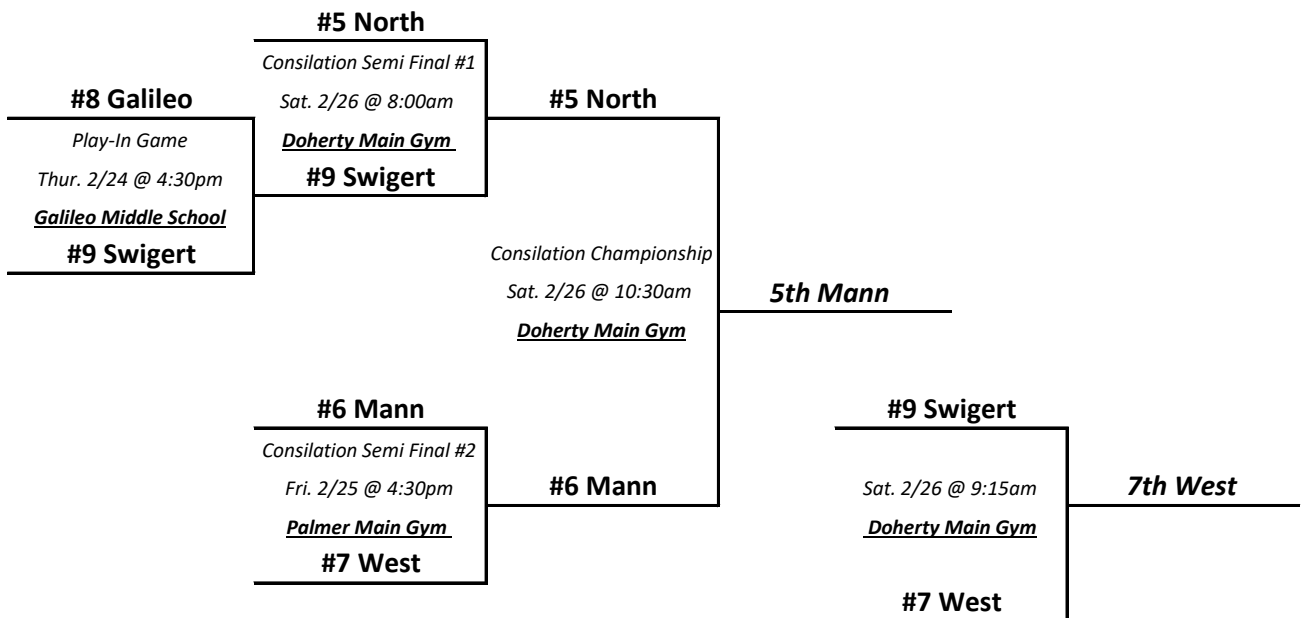 #5 North
Consilation Semi Final #1
#8 Galileo
Sat. 2/26 @ 8:00am
#5 North
Play-In Game
Doherty Main Gym
Thur. 2/24 @ 4:30pm
#9 Swigert
Galileo Middle School
#9 Swigert
Consilation Championship
Sat. 2/26 @ 10:30am
5th Mann
Doherty Main Gym
#6 Mann
#9 Swigert
Consilation Semi Final #2
Fri. 2/25 @ 4:30pm
#6 Mann
Sat. 2/26 @ 9:15am
7th West
Palmer Main Gym
Doherty Main Gym
#7 West
#7 West